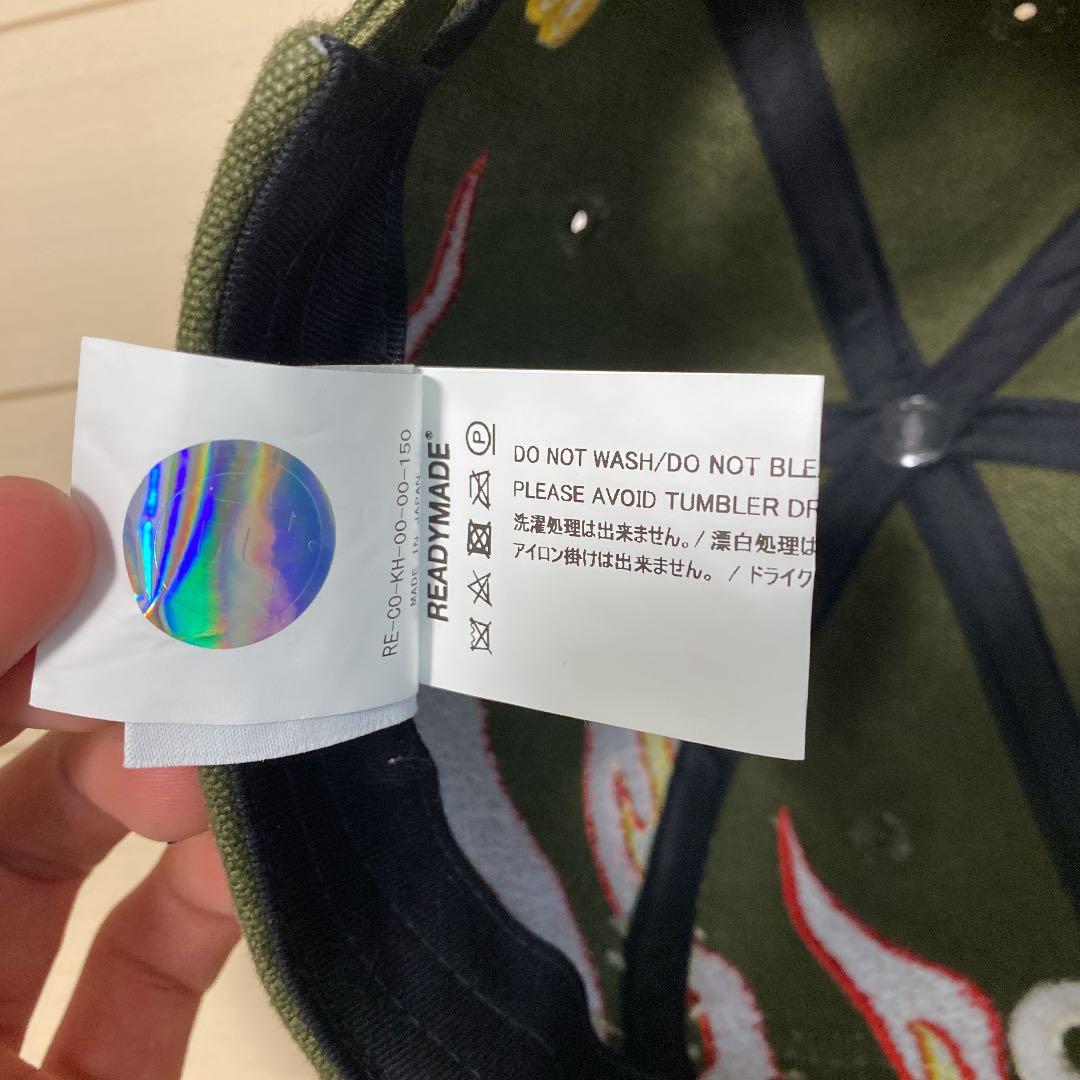 RE-CO-KH-00-00-150
MADE IN JAPAN
READYMADE®
P
DO NOT WASH/DO NOT BLE
PLEASE AVOID TUMBLER DR
洗濯処理は出来ません。/ 漂白処理は
アイロン掛けは出来ません。 / ドライク